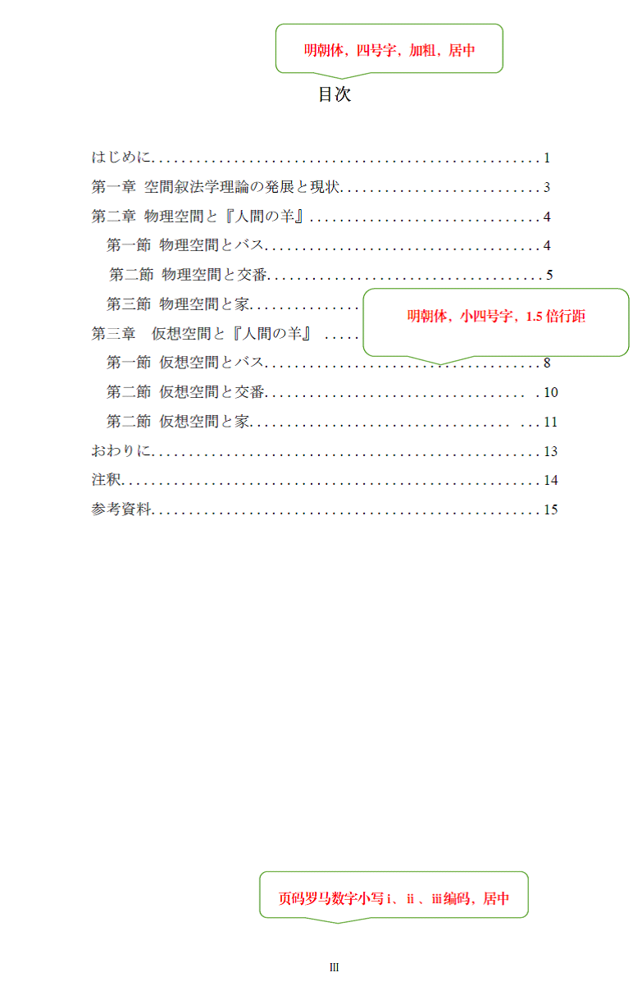 明朝体，四号字，加粗，居中
目次
はじめに.................................................... 1
第一章 空間叙法学理論の発展と現状........................... 3
第二章 物理空間と『人間の羊』............................... 4
第一節 物理空間とバス..................................... 4
第二節 物理空間と交番..................................... 5
第三節 物理空間と家...............
明朝体，小四号字，1.5 倍行距
第三章　仮想空間と『人間の羊』 .....
第一節 仮想空間とバス..................................... 8
第二節 仮想空間と交番................................... .10
第二節 仮想空間と家................................... ...11
おわりに.................................................... 13
注釈........................................................ 14
参考資料.................................................... 15
页码罗马数字小写 i、ⅱ、ⅲ编码，居中
III